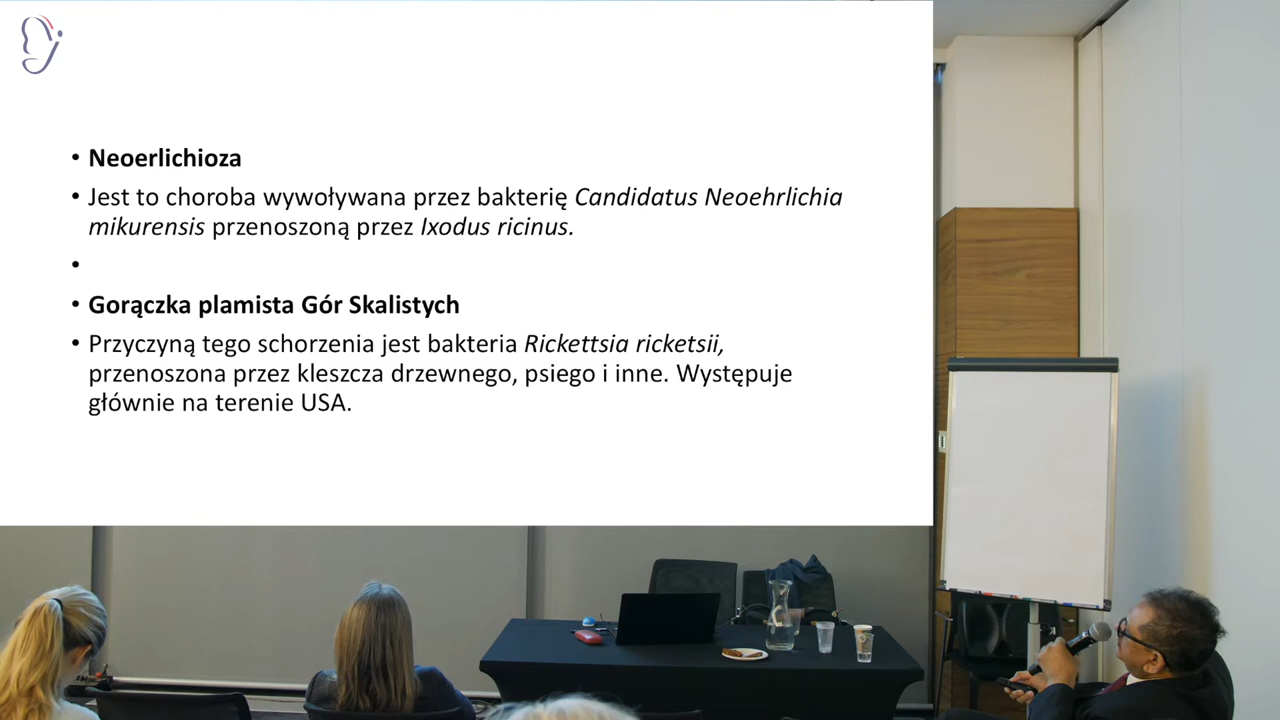 • Neoerlichioza
• Jest to choroba wywoływana przez bakterię Candidatus Neoehrlichia
mikurensis przenoszoną przez Ixodus ricinus.
•
• Gorączka plamista Gór Skalistych
• Przyczyną tego schorzenia jest bakteria Rickettsia ricketsii,
przenoszona przez kleszcza drzewnego, psiego i inne. Występuje
głównie na terenie USA.